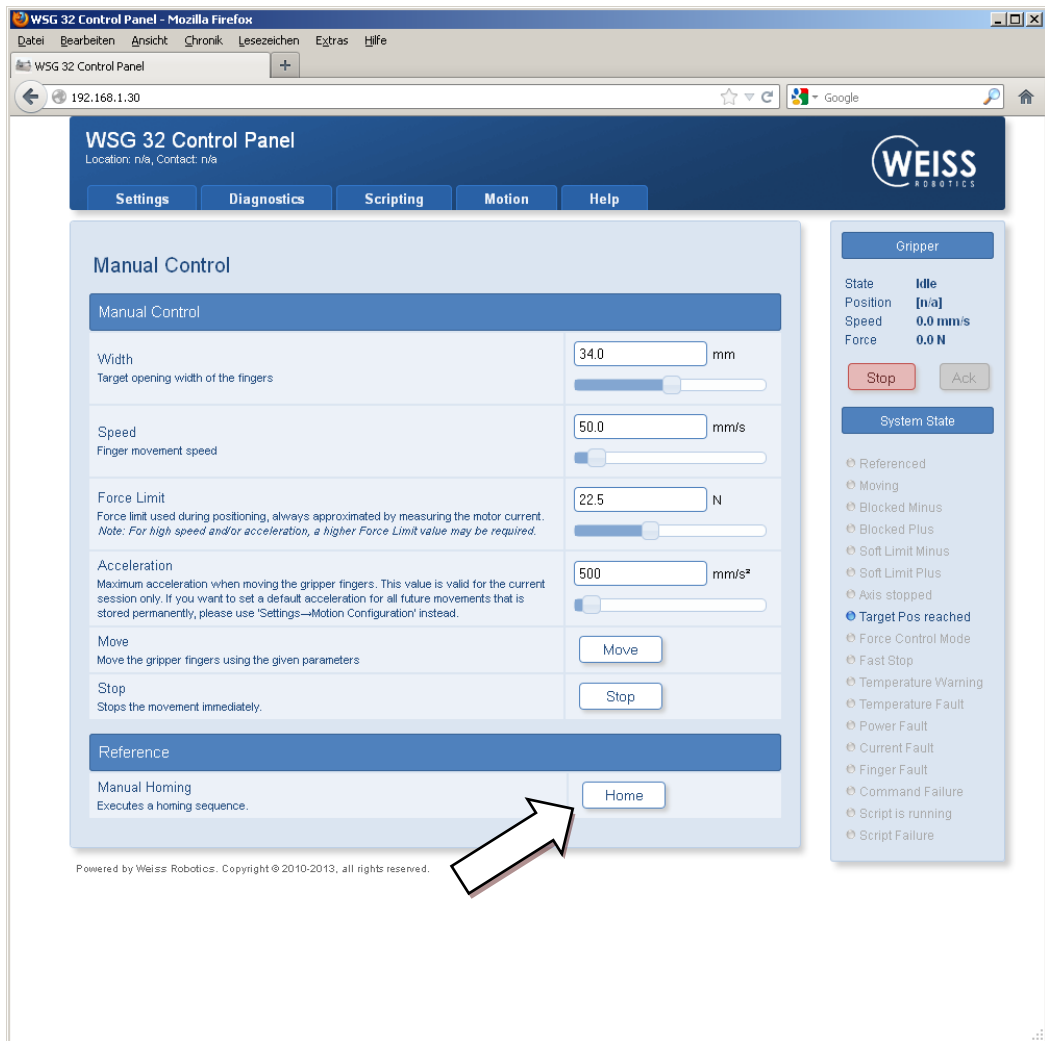 WSG 32 Control Panel - Mozilla Firefox
Datei Bearbeiten Ansicht Chronik Lesezeichen Extras Hilfe
WSG 32 Control Panel
192.168.1.30
Google
WSG 32 Control Panel
Location: n/a, Contact: n/a
WEISS
ROBOTICS
Settings Diagnostics Scripting Motion Help
Manual Control
Manual Control
Width
Target opening width of the fingers
34.0 mm
Speed
Finger movement speed
50.0 mm/s
Force Limit
Force limit used during positioning, always approximated by measuring the motor current.
Note: For high speed and/or acceleration, a higher Force Limit value may be required.
22.5 N
Acceleration
Maximum acceleration when moving the gripper fingers. This value is valid for the current
session only. If you want to set a default acceleration for all future movements that is
stored permanently, please use 'Settings→Motion Configuration' instead.
500 mm/s²
Move
Move the gripper fingers using the given parameters
Move
Stop
Stops the movement immediately.
Stop
Reference
Manual Homing
Executes a homing sequence.
Home
Powered by Weiss Robotics. Copyright © 2010-2013, all rights reserved.
Gripper
State Idle
Position [n/a]
Speed 0.0 mm/s
Force 0.0 N
Stop Ack
System State
Referenced
Moving
Blocked Minus
Blocked Plus
Soft Limit Minus
Soft Limit Plus
Axis stopped
Target Pos reached
Force Control Mode
Fast Stop
Temperature Warning
Temperature Fault
Power Fault
Current Fault
Finger Fault
Command Failure
Script is running
Script Failure